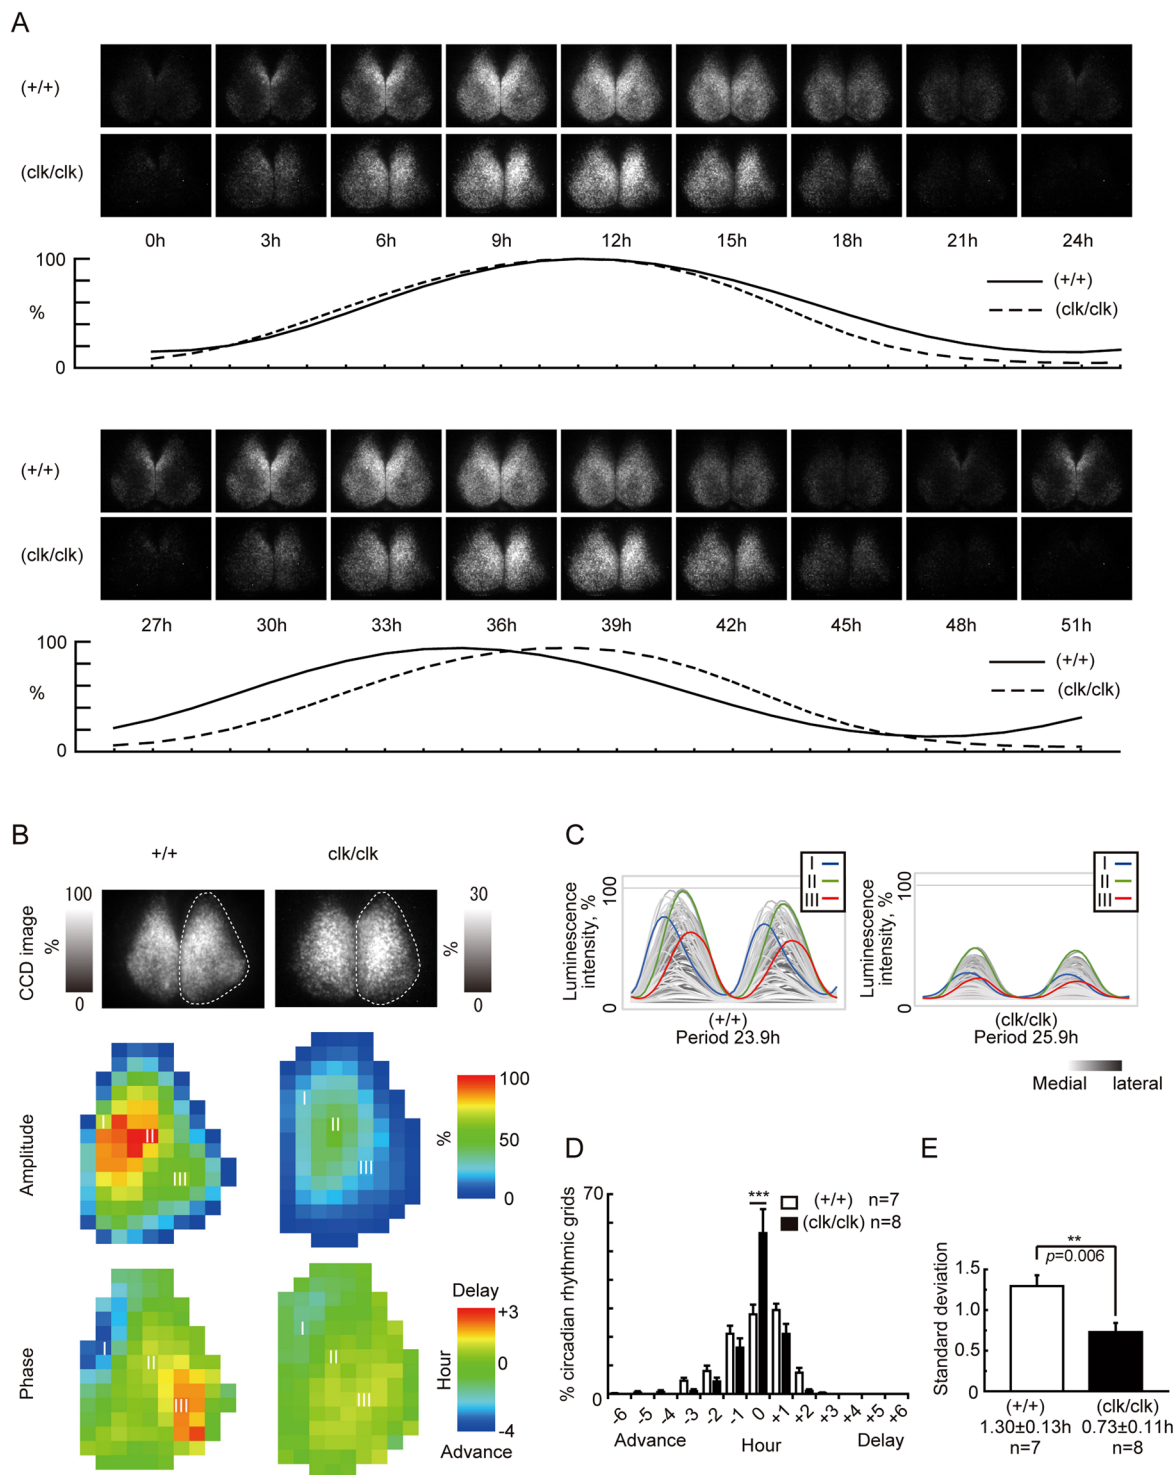 A
(+/+)
(clk/clk)
0h 3h 6h 9h 12h 15h 18h 21h 24h
100
%
0
(+/+)
(clk/clk)
(+/+)
(clk/clk)
27h 30h 33h 36h 39h 42h 45h 48h 51h
100
%
0
(+/+)
(clk/clk)
B
+/+ clk/clk
CCD image
100
%
0
30
%
0
Amplitude
I
II
III
I
II
III
100
50
0
%
Phase
I
II
III
I
II
III
Delay
+3
0
-4
Hour
Advance
C
Luminescence
intensity, %
100
0
I
II
III
(+/+)
Period 23.9h
Luminescence
intensity, %
100
0
I
II
III
(clk/clk)
Period 25.9h
Medial lateral
D
% circadian rhythmic grids
70
0
***
(+/+) n=7
(clk/clk) n=8
-6 -5 -4 -3 -2 -1 0 +1 +2 +3 +4 +5 +6
Advance Hour Delay
E
Standard deviation
**
p=0.006
1.5
1.0
0.5
0
(+/+) (clk/clk)
1.30±0.13h 0.73±0.11h
n=7 n=8